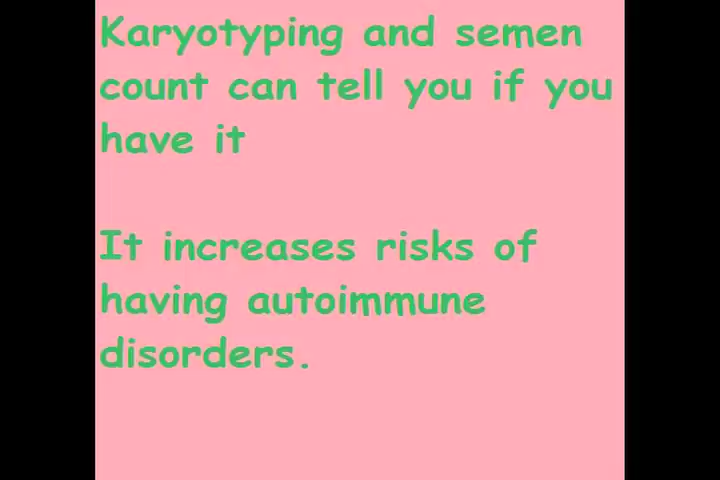 Karyotyping and semen
count can tell you if you
have it
It increases risks of
having autoimmune
disorders.